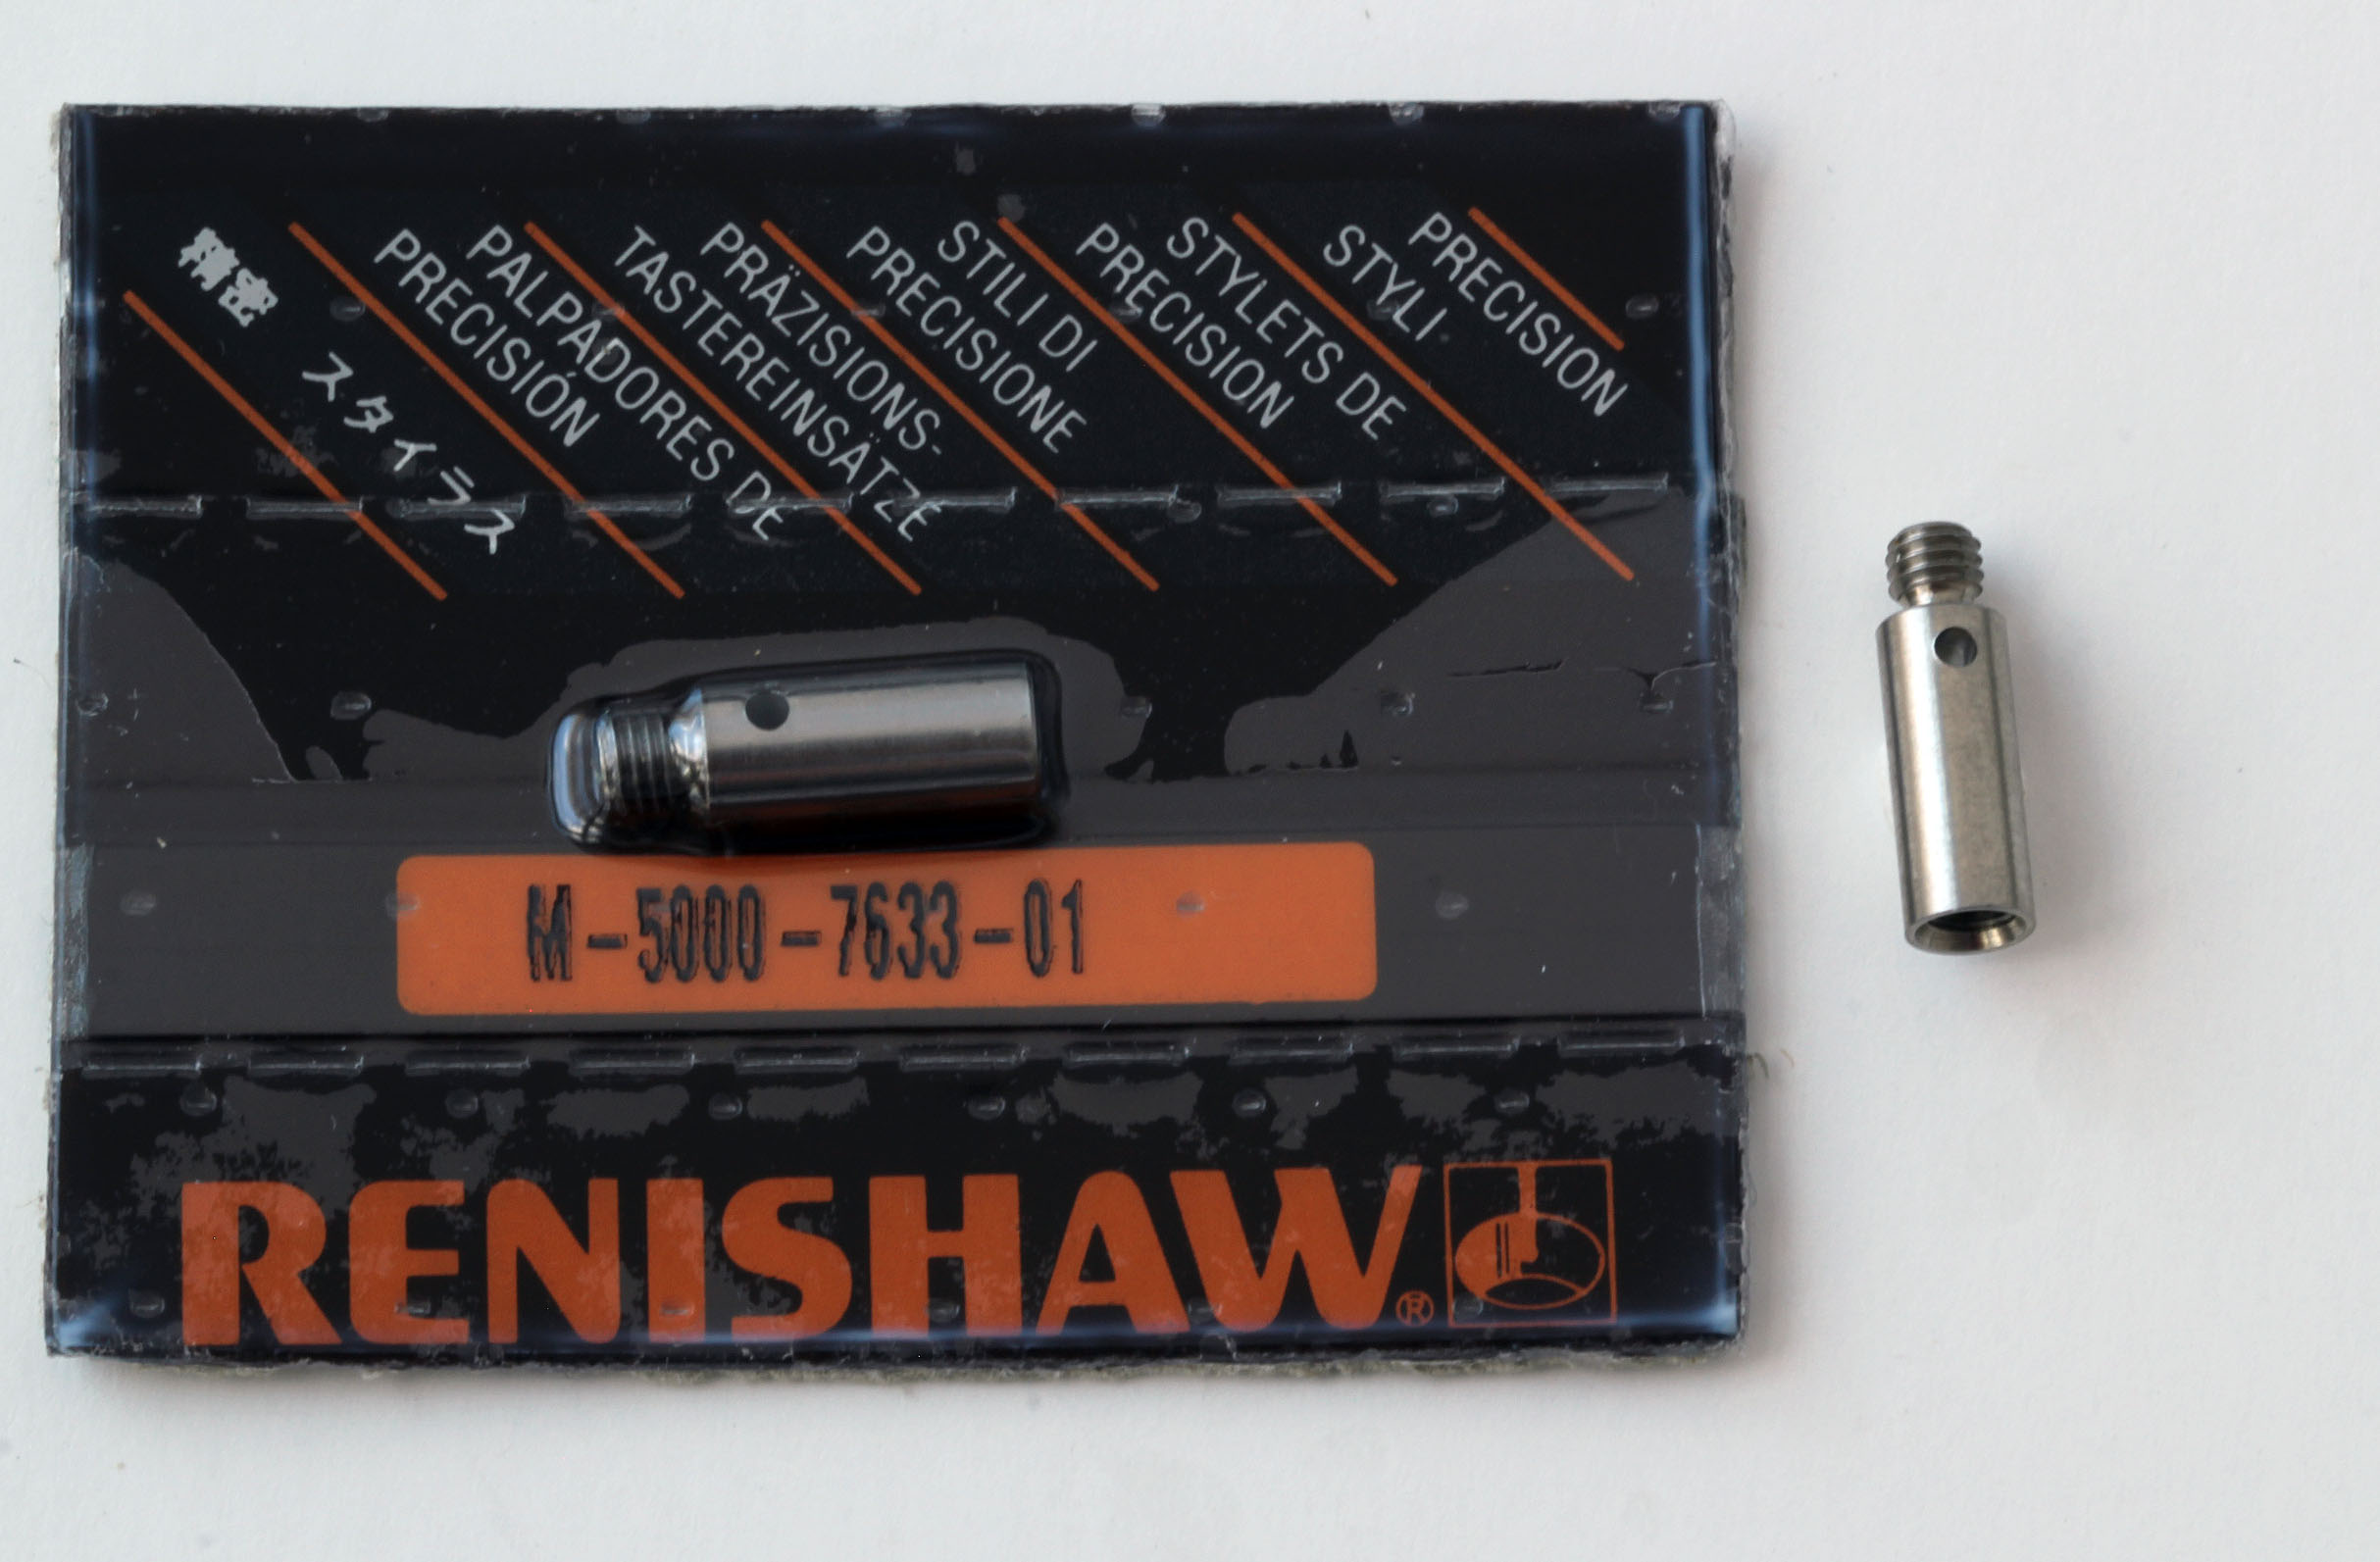 精密 スタイラス
PALPADORES DE
PRECISIÓN
PRÄZISIONS-
TASTEREINSÄTZE
STILI DI
PRECISIONE
STYLETS DE
PRECISION
PRECISION
STYLI
M-5000-7633-01
RENISHAW®